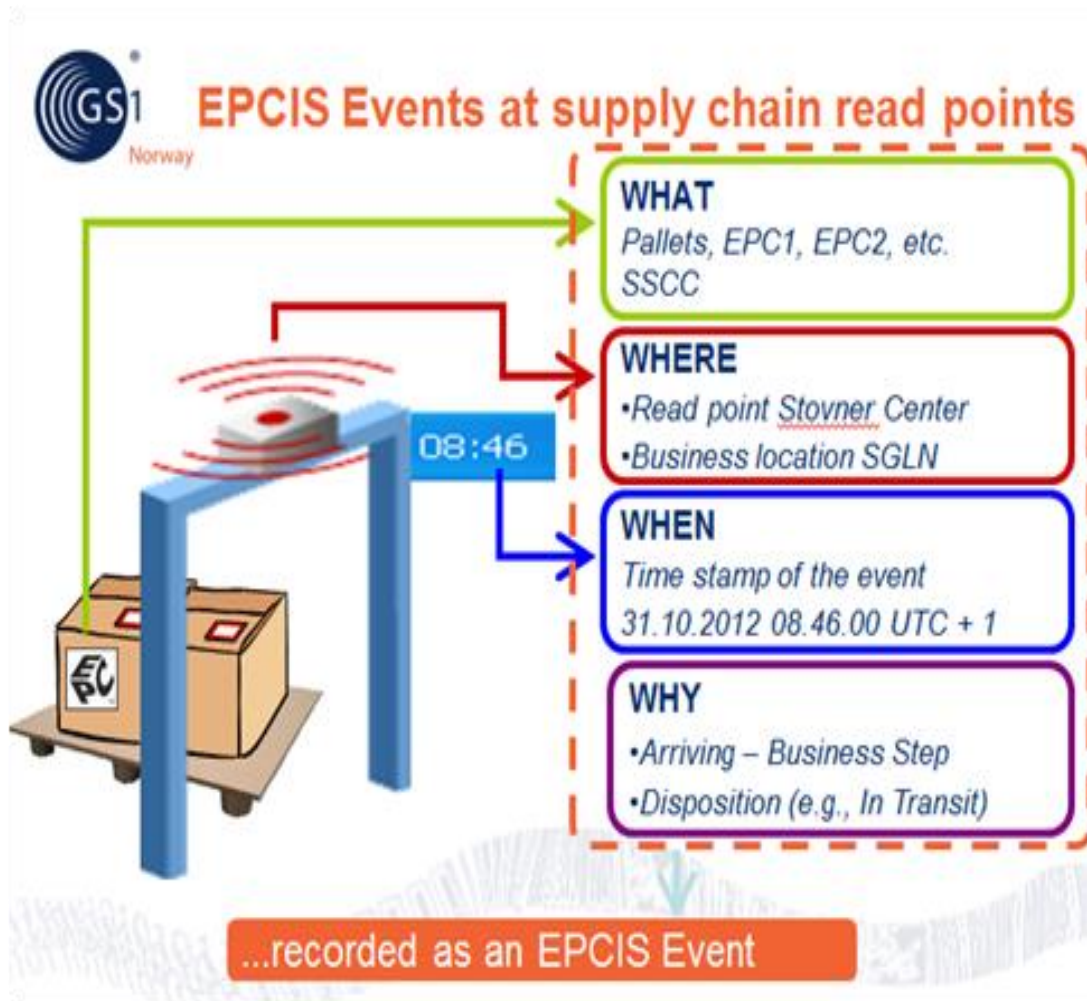 GS1
®
Norway
EPCIS Events at supply chain read points
WHAT
Pallets, EPC1, EPC2, etc.
SSCC
WHERE
•Read point Stovner Center
•Business location SGLN
08:46
WHEN
Time stamp of the event
31.10.2012 08.46.00 UTC + 1
EPC
WHY
•Arriving – Business Step
•Disposition (e.g., In Transit)
...recorded as an EPCIS Event